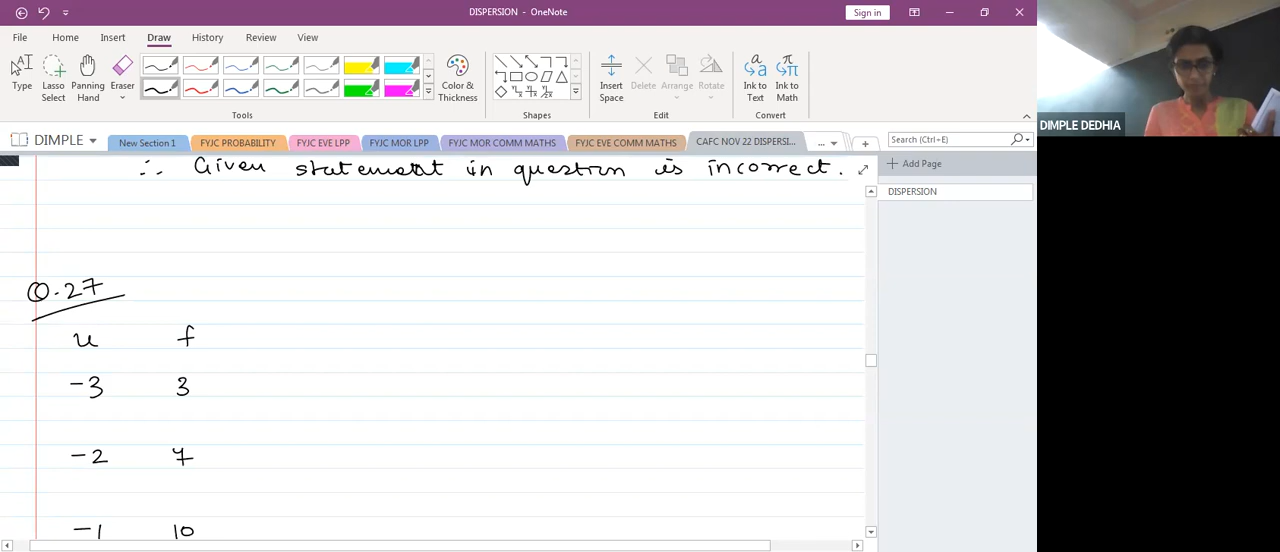 DISPERSION - OneNote
Sign in
File Home Insert Draw History Review View
Type
Lasso Select
Panning Hand
Eraser
Color & Thickness
Insert Space
Delete
Arrange
Rotate
Ink to Text
Ink to Math
Tools
Shapes
Edit
Convert
DIMPLE
New Section 1
FYJC PROBABILITY
FYJC EVE LPP
FYJC MOR LPP
FYJC MOR COMM MATHS
FYJC EVE COMM MATHS
CAFC NOV 22 DISPERSI...
...
Search (Ctrl+E)
Add Page
DISPERSION
DIMPLE DEDHIA
∴ Given statement in question is incorrect.
Q.27
u f
-3 3
-2 7
-1 10